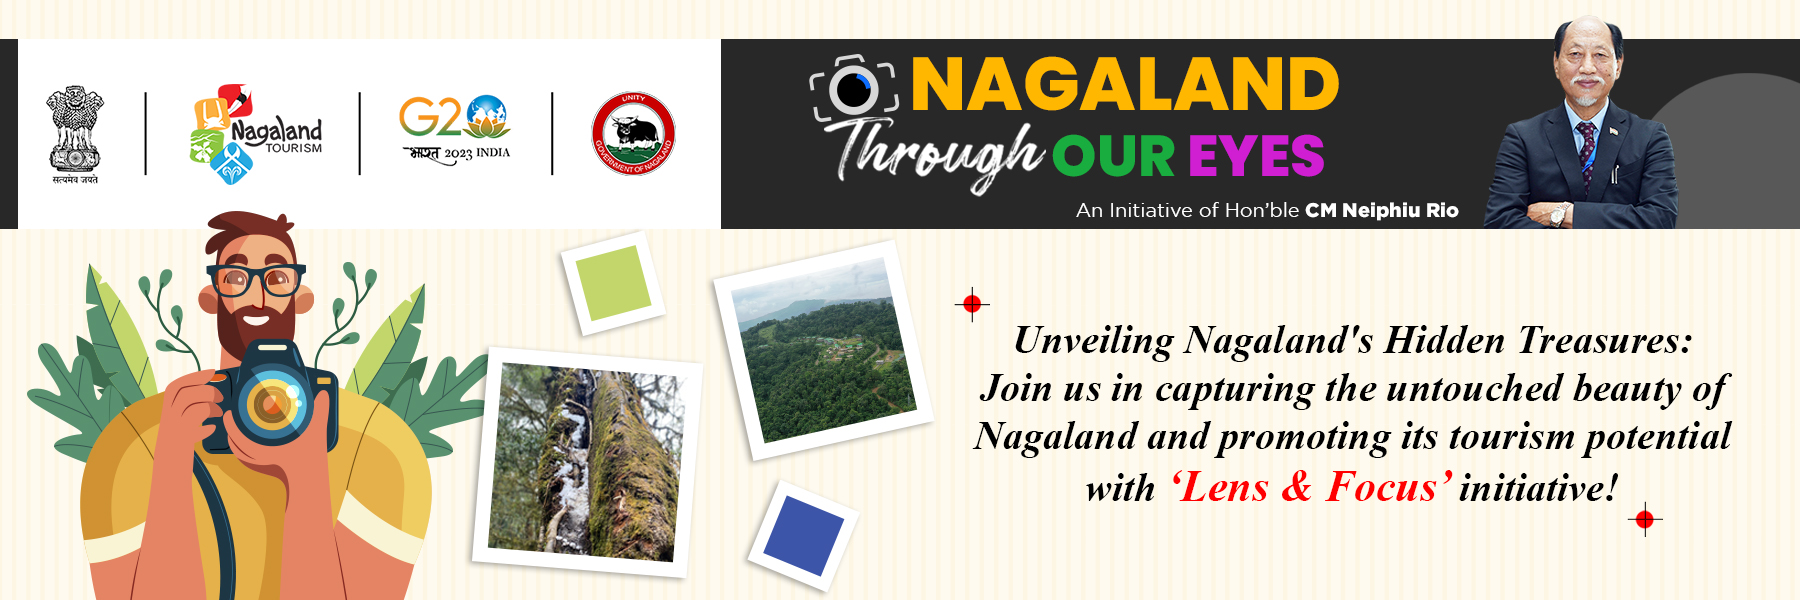 सत्यमेव जयते
Nagaland
TOURISM
G20
भारत 2023 INDIA
UNITY
GOVERNMENT OF NAGALAND
NAGALAND
Through OUR EYES
An Initiative of Hon'ble CM Neiphiu Rio
Unveiling Nagaland's Hidden Treasures:
Join us in capturing the untouched beauty of
Nagaland and promoting its tourism potential
with ‘Lens & Focus’ initiative!